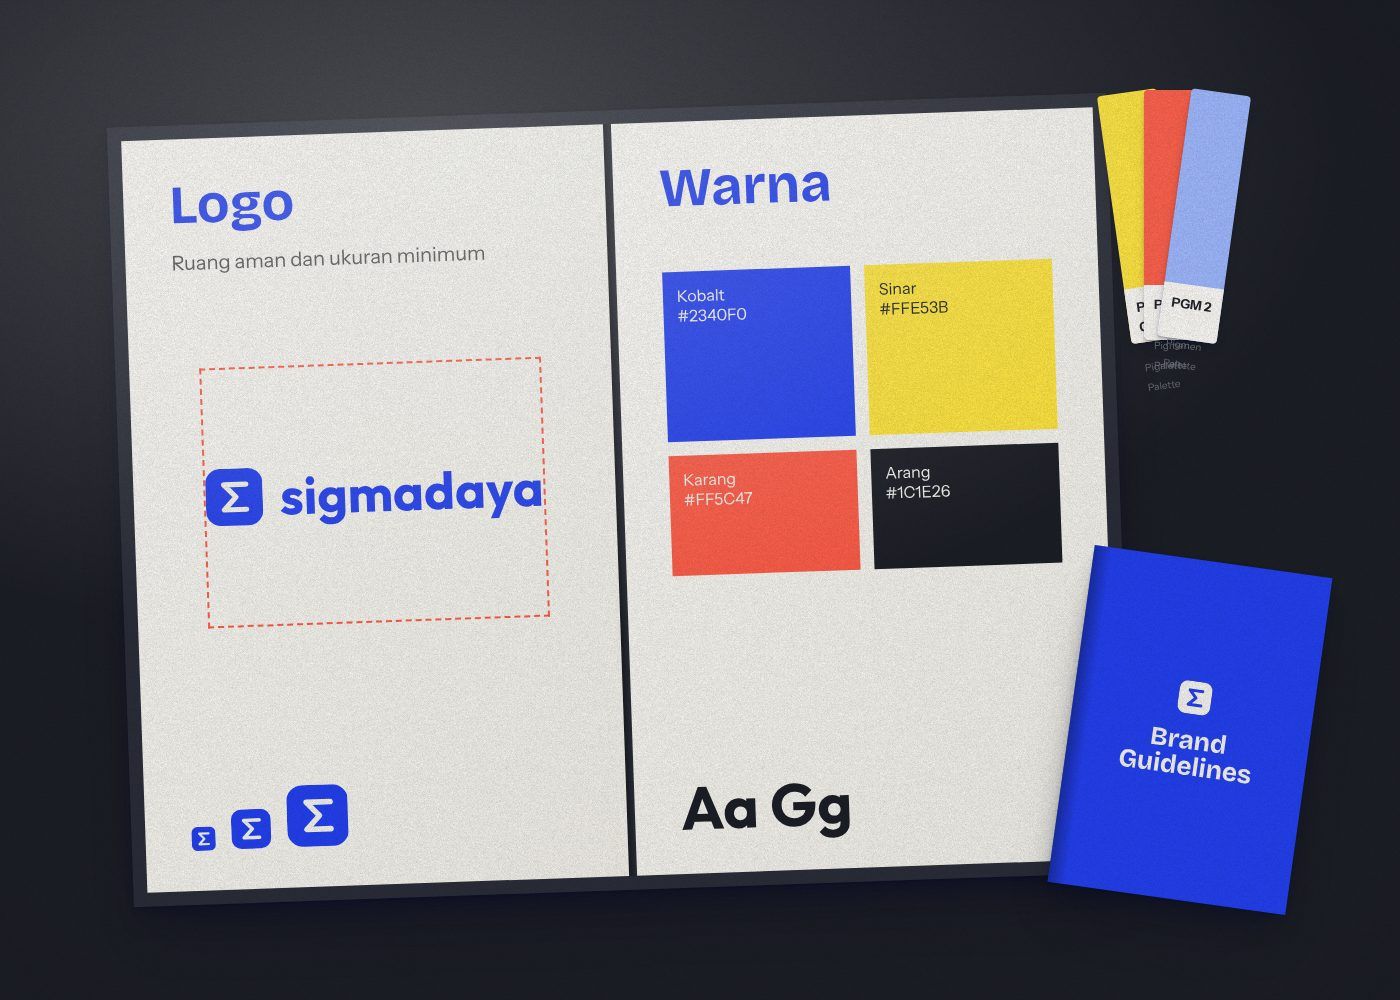 Logo
Ruang aman dan ukuran minimum
Σ sigmadaya
Σ Σ Σ
Warna
Kobalt
#2340F0
Sinar
#FFE53B
Karang
#FF5C47
Arang
#1C1E26
Aa Gg
PGM 2
Palette
Σ
Brand
Guidelines